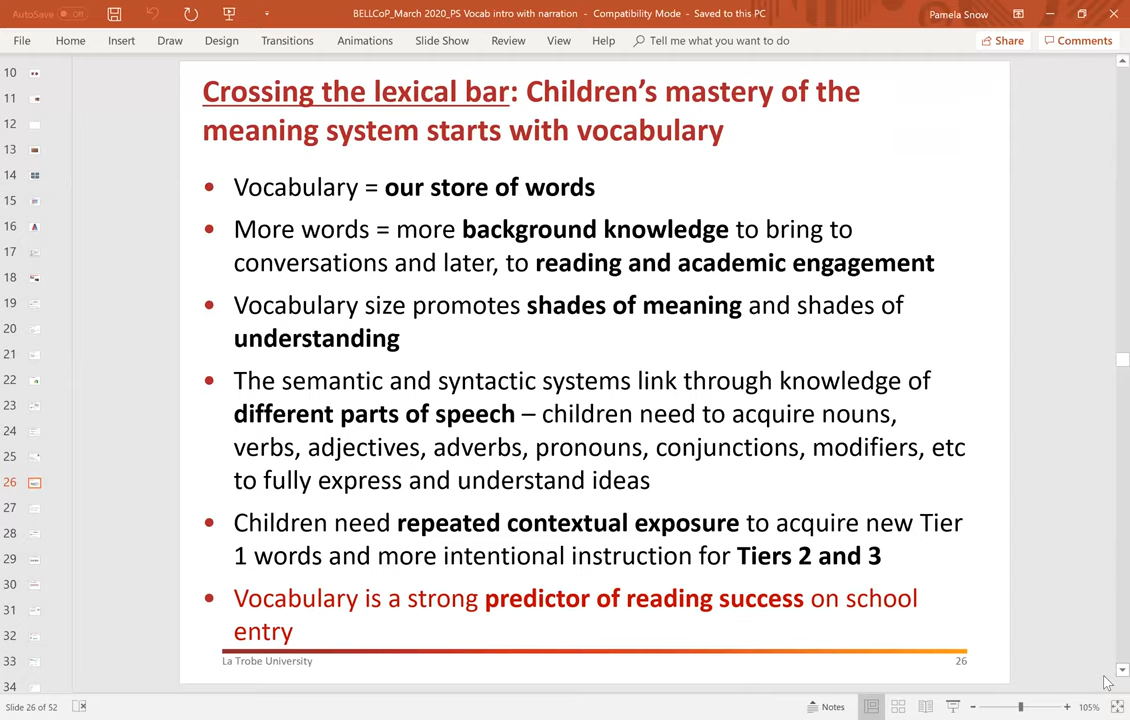 AutoSave Off
BELLCoP_March 2020_PS Vocab intro with narration - Compatibility Mode - Saved to this PC
Pamela Snow
File Home Insert Draw Design Transitions Animations Slide Show Review View Help Tell me what you want to do Share Comments
10
11
12
13
14
15
16
17
18
19
20
21
22
23
24
25
26
27
28
29
30
31
32
33
34
Crossing the lexical bar: Children’s mastery of the
meaning system starts with vocabulary
• Vocabulary = our store of words
• More words = more background knowledge to bring to
conversations and later, to reading and academic engagement
• Vocabulary size promotes shades of meaning and shades of
understanding
• The semantic and syntactic systems link through knowledge of
different parts of speech – children need to acquire nouns,
verbs, adjectives, adverbs, pronouns, conjunctions, modifiers, etc
to fully express and understand ideas
• Children need repeated contextual exposure to acquire new Tier
1 words and more intentional instruction for Tiers 2 and 3
• Vocabulary is a strong predictor of reading success on school
entry
La Trobe University 26
Slide 26 of 52 Notes 105%